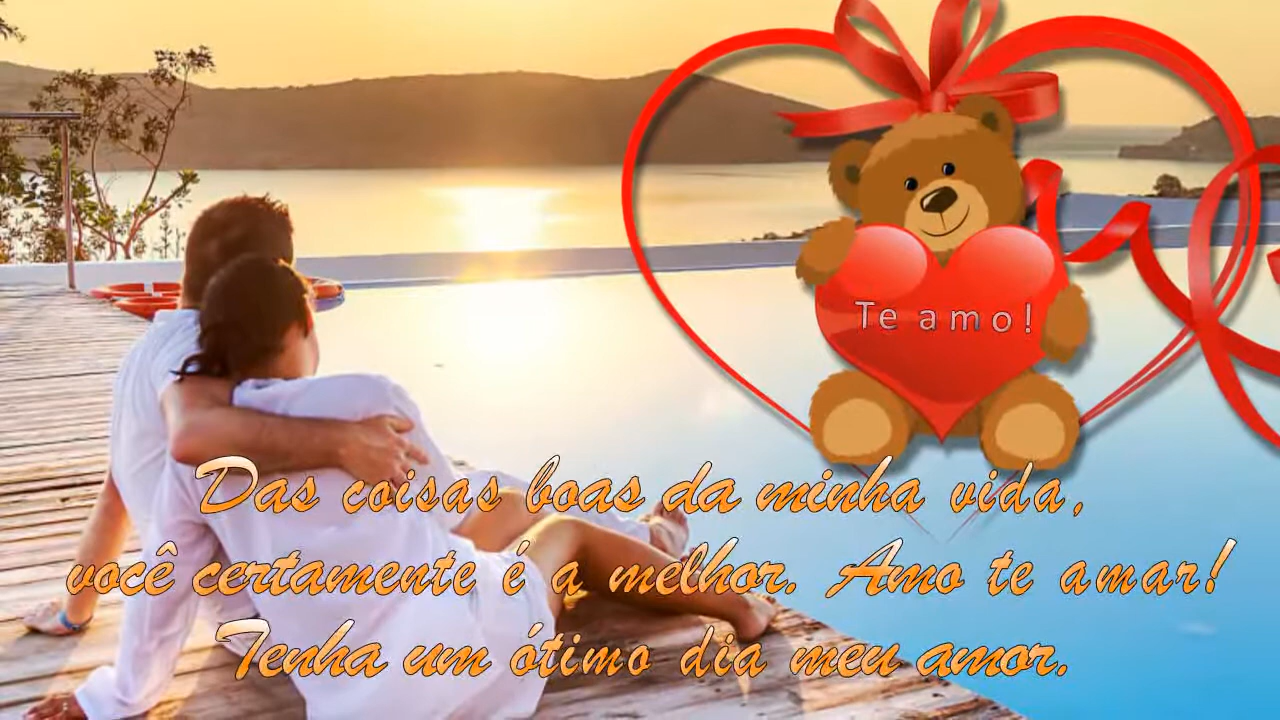 Te amo!
Das coisas boas da minha vida,
você certamente é a melhor. Amo te amar!
Tenha um ótimo dia meu amor.